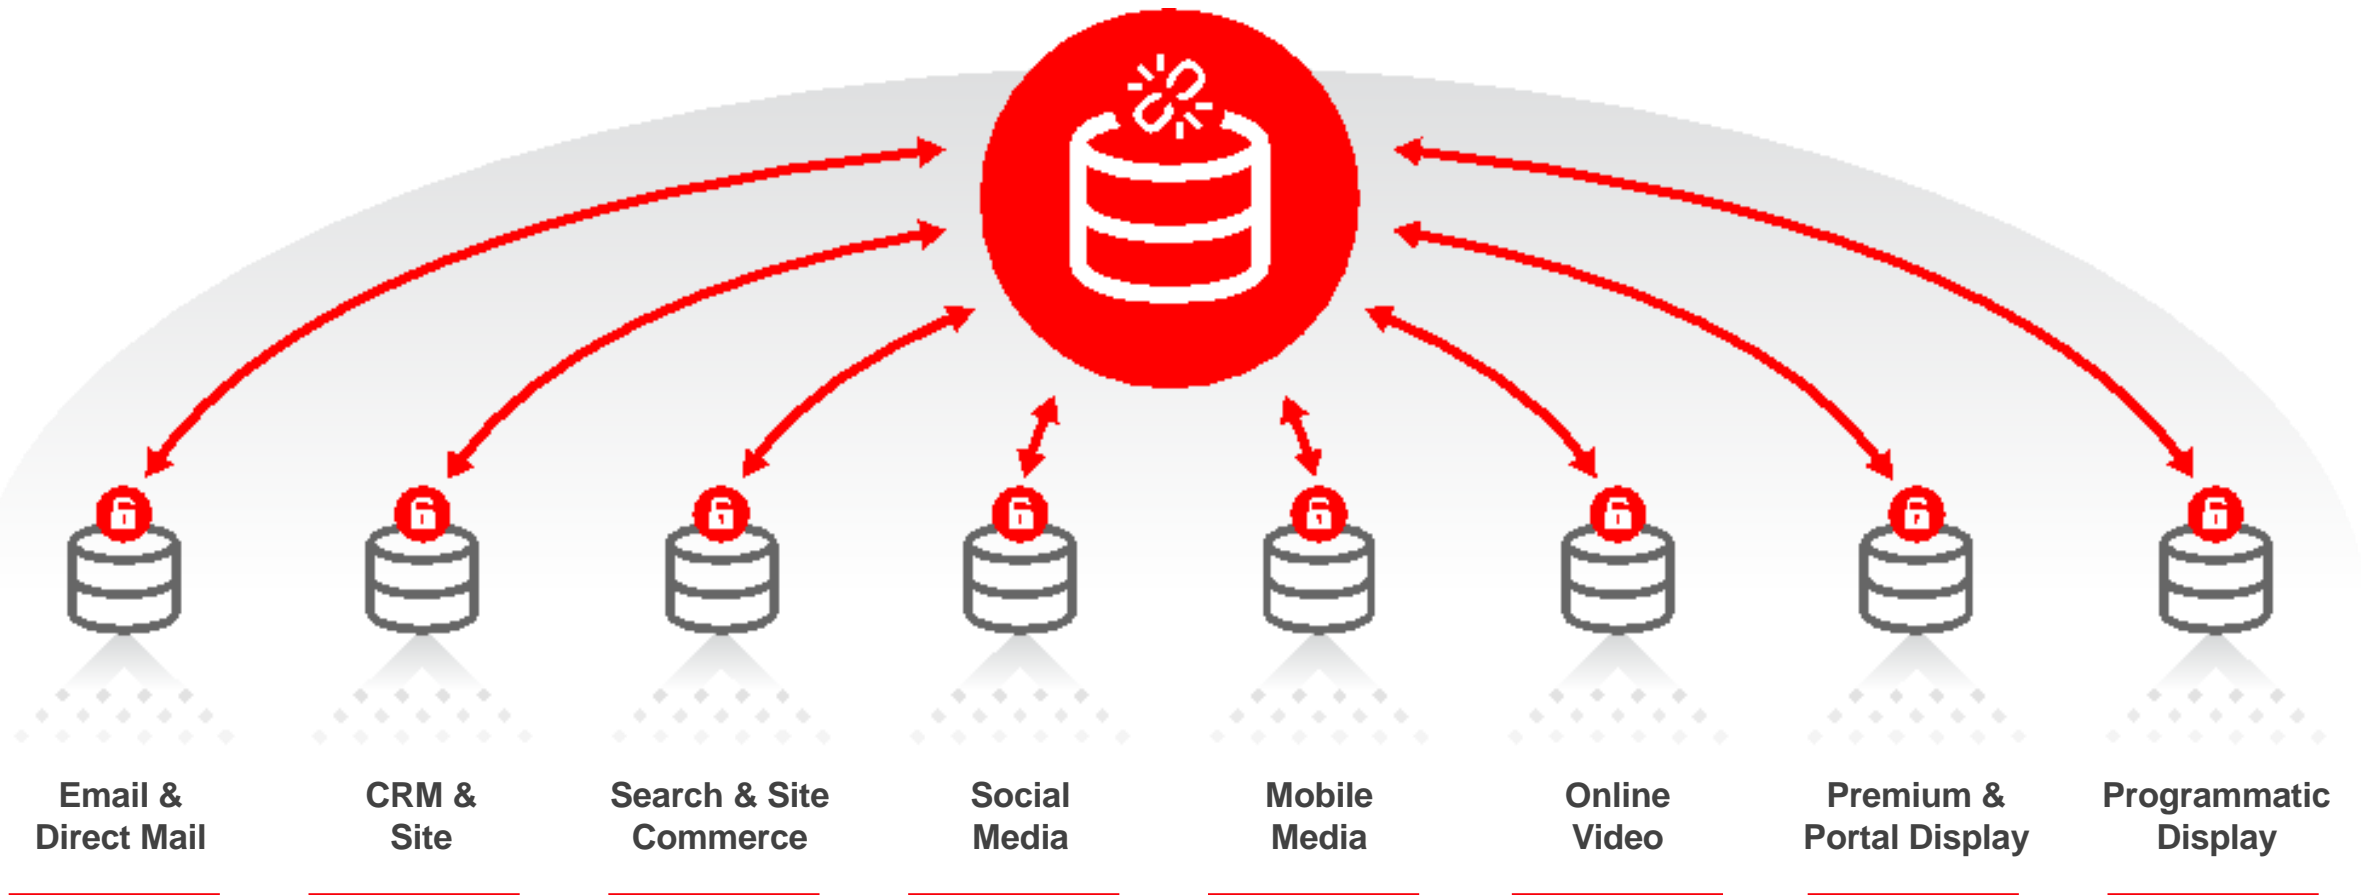 Email &
Direct Mail
CRM &
Site
Search & Site
Commerce
Social
Media
Mobile
Media
Online
Video
Premium &
Portal Display
Programmatic
Display